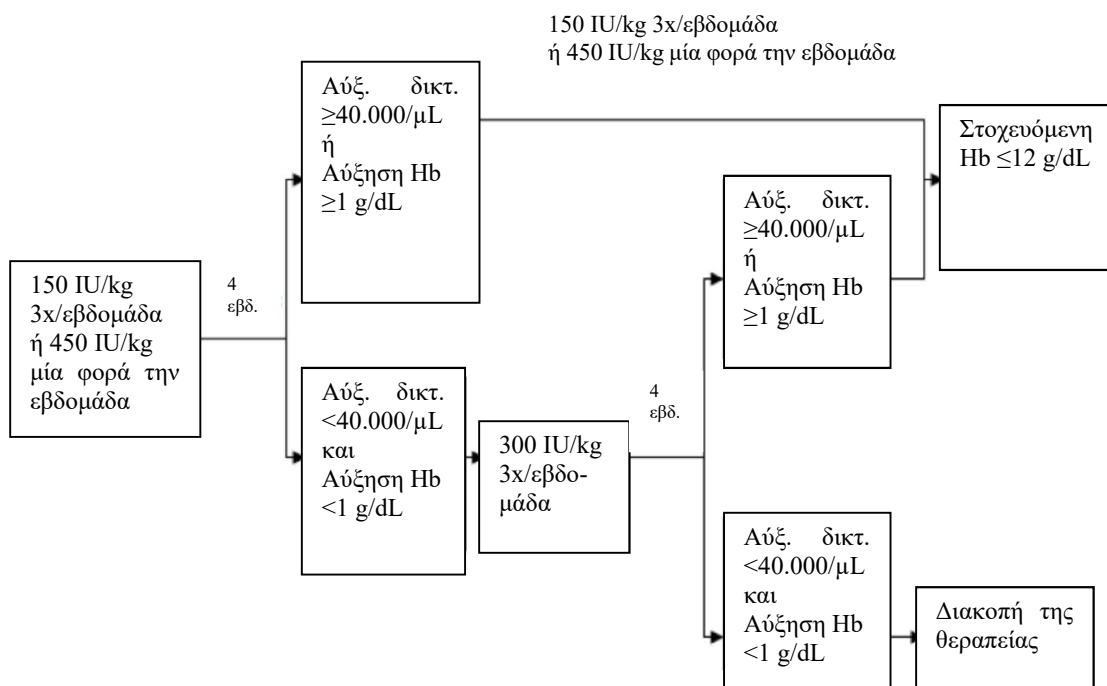 150 IU/kg 3x/εβδομάδα
ή 450 IU/kg μία φορά την εβδομάδα
Αύξ. δικτ.
≥40.000/µL
ή
Αύξηση Hb
≥1 g/dL
Στοχευόμενη
Hb ≤12 g/dL
Αύξ. δικτ.
≥40.000/µL
ή
Αύξηση Hb
≥1 g/dL
150 IU/kg
3x/εβδομάδα
ή 450 IU/kg
μία φορά την
εβδομάδα
4
εβδ.
Αύξ. δικτ.
<40.000/µL
και
Αύξηση Hb
<1 g/dL
300 IU/kg
3x/εβδο-
μάδα
4
εβδ.
Αύξ. δικτ.
<40.000/µL
και
Αύξηση Hb
<1 g/dL
Διακοπή της
θεραπείας